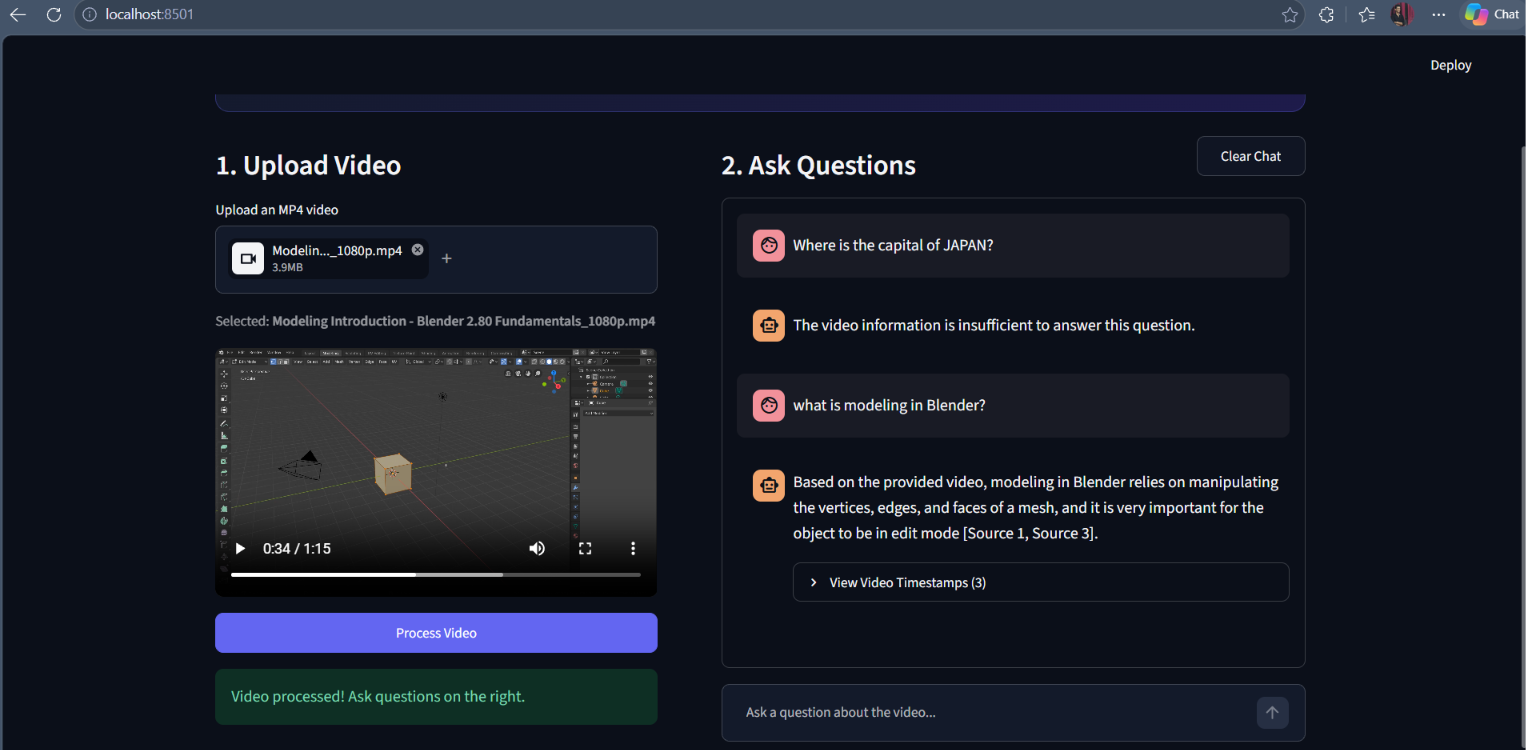 localhost:8501
Chat
Deploy
1. Upload Video
Upload an MP4 video
Modelin..._1080p.mp4
3.9MB
Selected: Modeling Introduction - Blender 2.80 Fundamentals_1080p.mp4
0:34 / 1:15
Process Video
Video processed! Ask questions on the right.
2. Ask Questions
Clear Chat
Where is the capital of JAPAN?
The video information is insufficient to answer this question.
what is modeling in Blender?
Based on the provided video, modeling in Blender relies on manipulating
the vertices, edges, and faces of a mesh, and it is very important for the
object to be in edit mode [Source 1, Source 3].
View Video Timestamps (3)
Ask a question about the video...